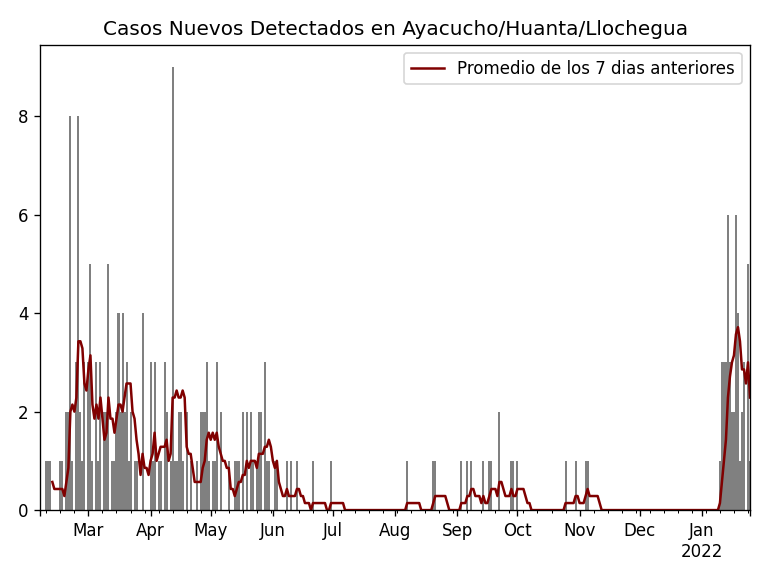 Casos Nuevos Detectados en Ayacucho/Huanta/Llochegua
Promedio de los 7 dias anteriores
8
6
4
2
0
Mar Apr May Jun Jul Aug Sep Oct Nov Dec Jan
2022